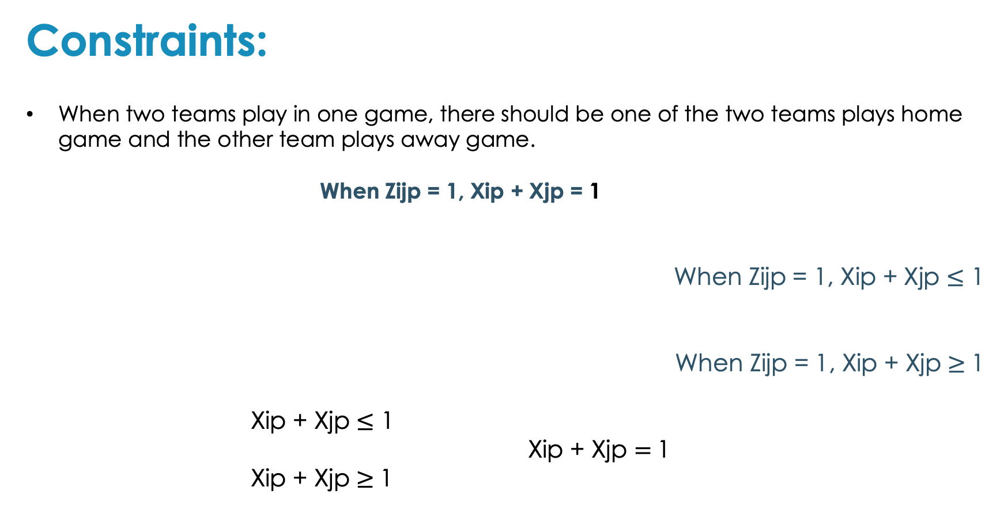 Constraints:
• When two teams play in one game, there should be one of the two teams plays home
game and the other team plays away game.
When Zijp = 1, Xip + Xjp = 1
When Zijp = 1, Xip + Xjp ≤ 1
When Zijp = 1, Xip + Xjp ≥ 1
Xip + Xjp ≤ 1
Xip + Xjp = 1
Xip + Xjp ≥ 1